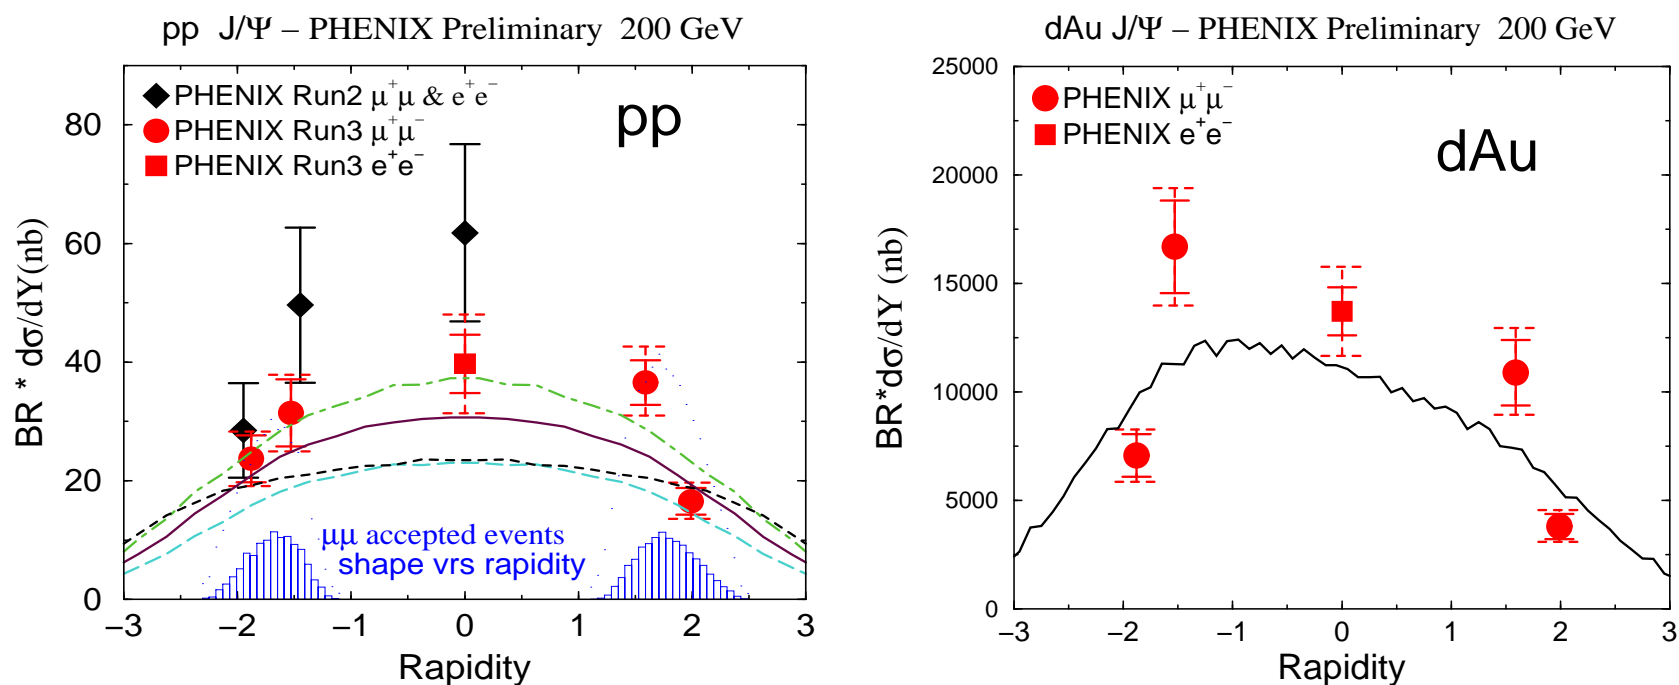 pp J/Ψ – PHENIX Preliminary 200 GeV
BR * dσ/dY(nb)
80
60
40
20
0
PHENIX Run2 μ⁺μ & e⁺e⁻
PHENIX Run3 μ⁺μ⁻
PHENIX Run3 e⁺e⁻
pp
μμ accepted events
shape vrs rapidity
−3 −2 −1 0 1 2 3
Rapidity
dAu J/Ψ – PHENIX Preliminary 200 GeV
BR*dσ/dY (nb)
25000
20000
15000
10000
5000
0
PHENIX μ⁺μ⁻
PHENIX e⁺e⁻
dAu
−3 −2 −1 0 1 2 3
Rapidity